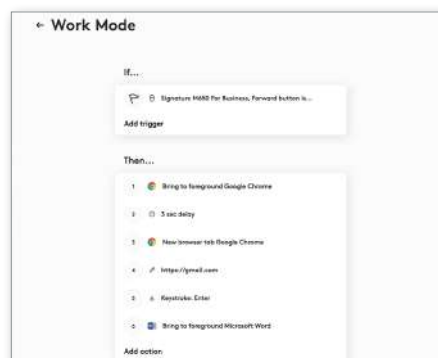 ← Work Mode
If...
Signature M650 For Business, Forward button is...
Add trigger
Then...
1 Bring to foreground Google Chrome
2 3 sec delay
3 New browser tab Google Chrome
4 https://gmail.com
5 Keystroke: Enter
6 Bring to foreground Microsoft Word
Add action